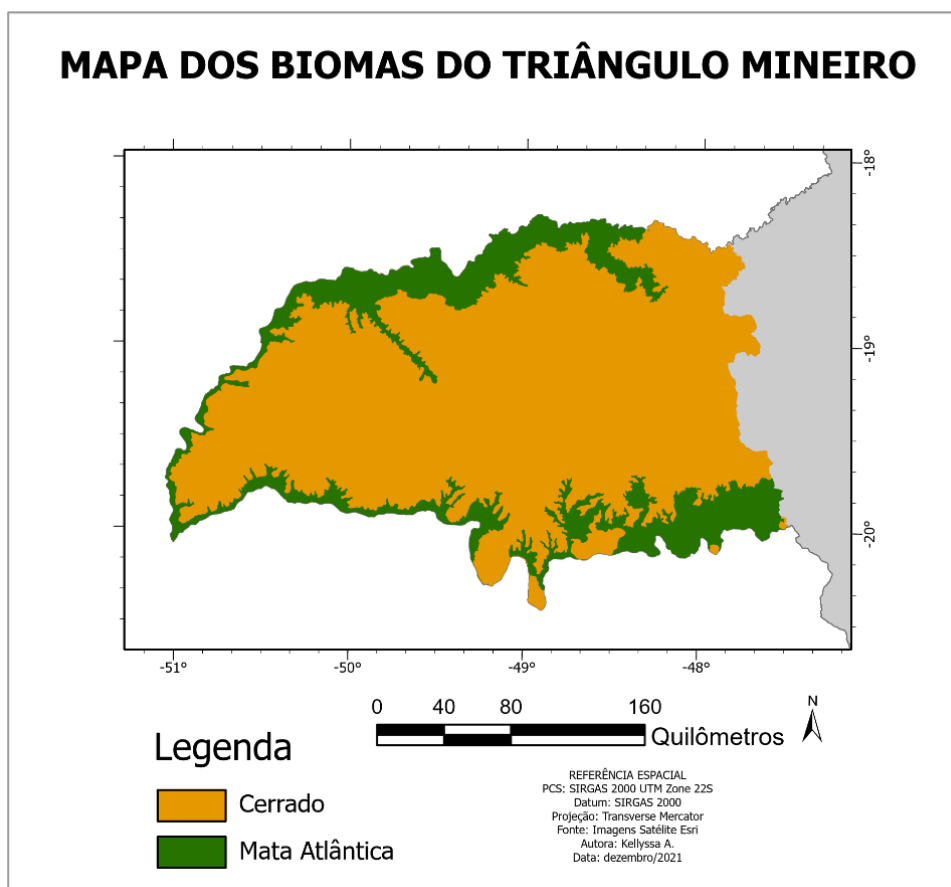 MAPA DOS BIOMAS DO TRIÂNGULO MINEIRO
-18°
-19°
-20°
-51°
-50°
-49°
-48°
0 40 80 160
Quilômetros
N
Legenda
Cerrado
Mata Atlântica
REFERÊNCIA ESPACIAL
PCS: SIRGAS 2000 UTM Zone 22S
Datum: SIRGAS 2000
Projeção: Transverse Mercator
Fonte: Imagens Satélite Esri
Autora: Kellyssa A.
Data: dezembro/2021